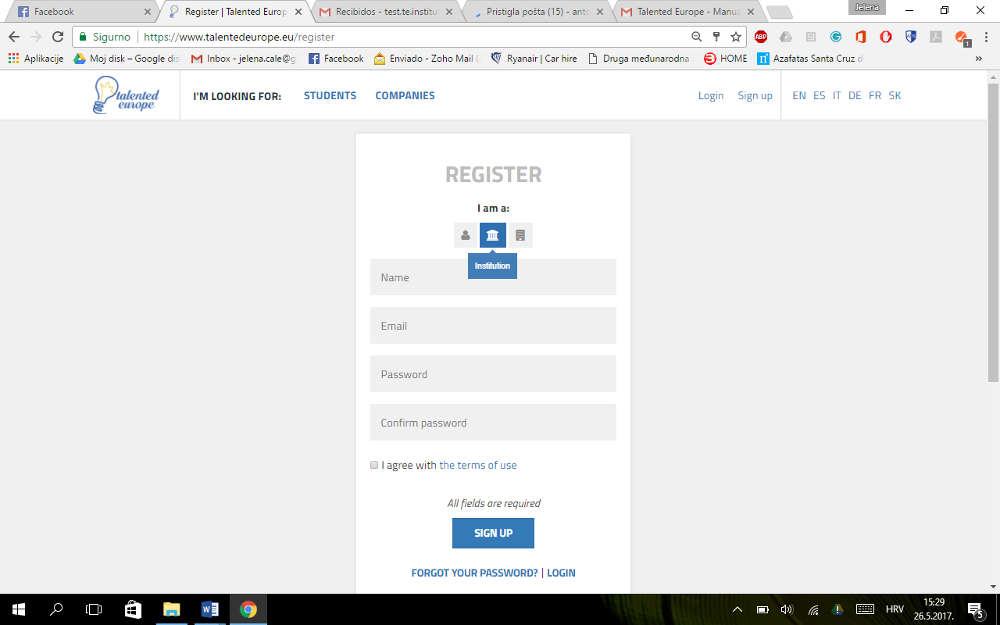 Jelena
Facebook
Register | Talented Europ
Recibidos - test.te.institu
Pristigla pošta (15) - anto
Talented Europe - Manua
Sigurno
https://www.talentedeurope.eu/register
ABP
1
Aplikacije
Moj disk – Google dis
Inbox - jelena.cale@g
Facebook
Enviado - Zoho Mail (
Ryanair | Car hire
Druga međunarodna
HOME
Azafatas Santa Cruz d
»
talented
europe
I'M LOOKING FOR:
STUDENTS
COMPANIES
Login
Sign up
EN ES IT DE FR SK
REGISTER
I am a:
Institution
Name
Email
Password
Confirm password
I agree with the terms of use
All fields are required
SIGN UP
FORGOT YOUR PASSWORD? | LOGIN
HRV
15:29
26.5.2017.
5